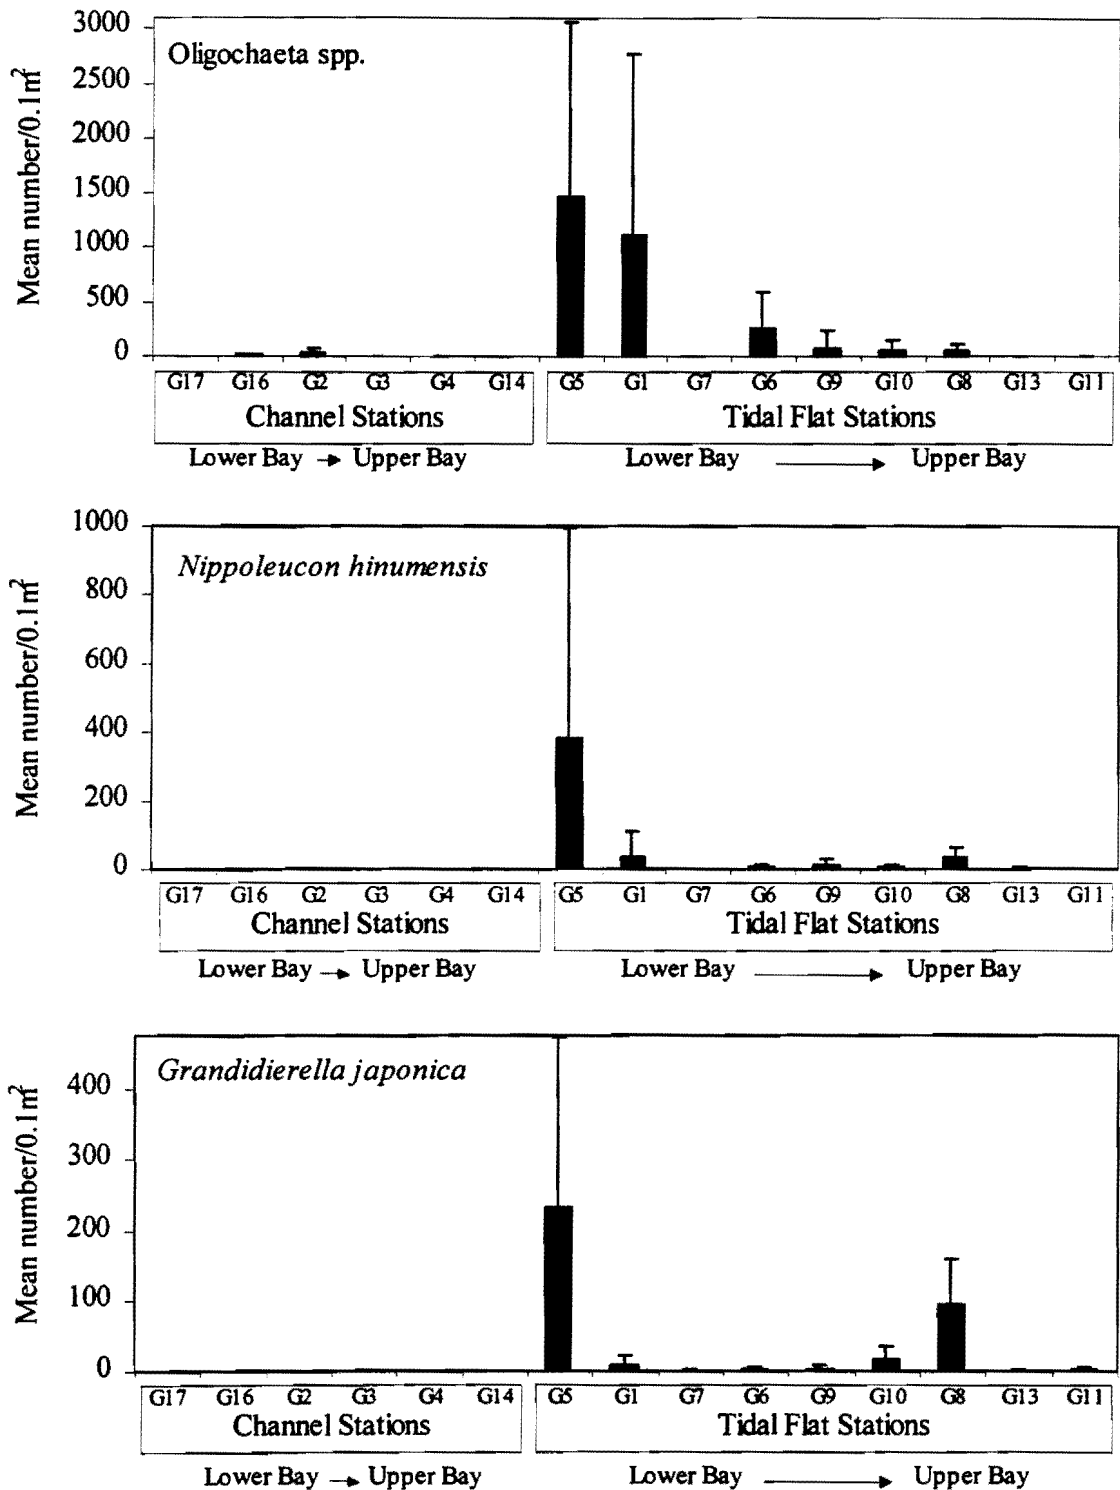 Oligochaeta spp.
Mean number/0.1m²
3000
2500
2000
1500
1000
500
0
G17 G16 G2 G3 G4 G14 G5 G1 G7 G6 G9 G10 G8 G13 G11
Channel Stations Tidal Flat Stations
Lower Bay → Upper Bay Lower Bay → Upper Bay
Nippoleucon hinumensis
Mean number/0.1m²
1000
800
600
400
200
0
G17 G16 G2 G3 G4 G14 G5 G1 G7 G6 G9 G10 G8 G13 G11
Channel Stations Tidal Flat Stations
Lower Bay → Upper Bay Lower Bay → Upper Bay
Grandidierella japonica
Mean number/0.1m²
400
300
200
100
0
G17 G16 G2 G3 G4 G14 G5 G1 G7 G6 G9 G10 G8 G13 G11
Channel Stations Tidal Flat Stations
Lower Bay → Upper Bay Lower Bay → Upper Bay